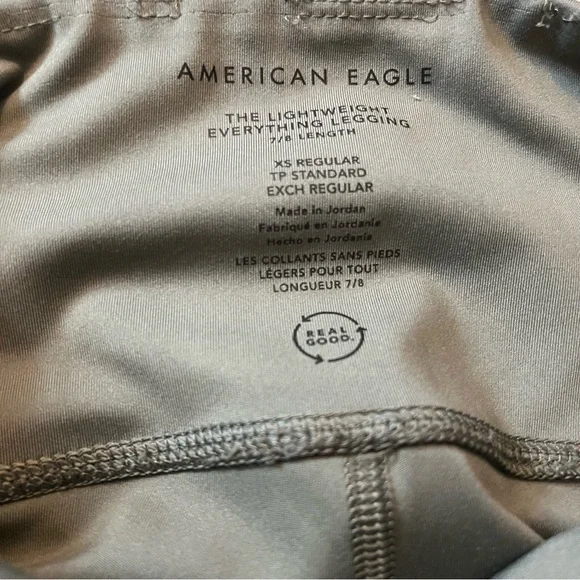 AMERICAN EAGLE
THE LIGHTWEIGHT
EVERYTHING LEGGING
7/8 LENGTH
XS REGULAR
TP STANDARD
EXCH REGULAR
Made in Jordan
Fabriqué en Jordanie
Hecho en Jordania
LES COLLANTS SANS PIEDS
LÉGERS POUR TOUT
LONGUEUR 7/8
REAL
GOOD.